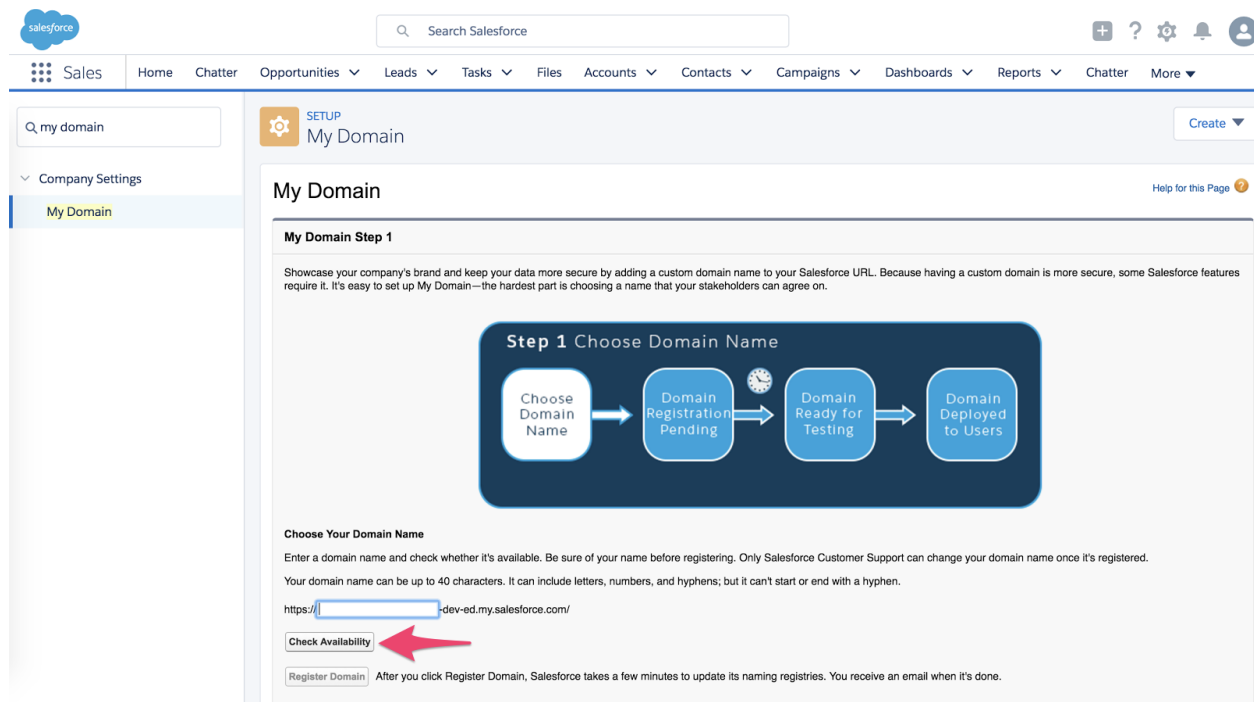 salesforce
Search Salesforce
Sales
Home Chatter Opportunities Leads Tasks Files Accounts Contacts Campaigns Dashboards Reports Chatter More
my domain
Company Settings
My Domain
SETUP
My Domain
Create
My Domain
Help for this Page ?
My Domain Step 1
Showcase your company's brand and keep your data more secure by adding a custom domain name to your Salesforce URL. Because having a custom domain is more secure, some Salesforce features
require it. It's easy to set up My Domain—the hardest part is choosing a name that your stakeholders can agree on.
Step 1 Choose Domain Name
Choose
Domain
Name
Domain
Registration
Pending
Domain
Ready for
Testing
Domain
Deployed
to Users
Choose Your Domain Name
Enter a domain name and check whether it's available. Be sure of your name before registering. Only Salesforce Customer Support can change your domain name once it's registered.
Your domain name can be up to 40 characters. It can include letters, numbers, and hyphens; but it can't start or end with a hyphen.
https:// -dev-ed.my.salesforce.com/
Check Availability
Register Domain After you click Register Domain, Salesforce takes a few minutes to update its naming registries. You receive an email when it's done.